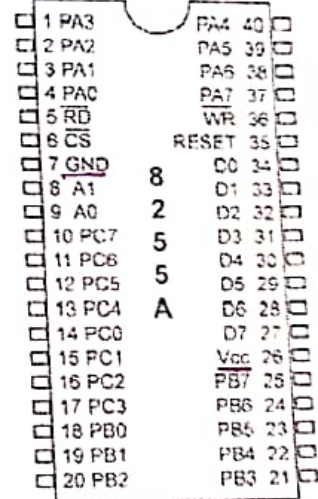 1 PA3 PA4 40
2 PA2 PA5 39
3 PA1 PA6 38
4 PA0 PA7 37
5 RD WR 36
6 CS RESET 35
7 GND D0 34
8 A1 D1 33
9 A0 D2 32
10 PC7 D3 31
11 PC6 D4 30
12 PC5 D5 29
13 PC4 D6 28
14 PC0 D7 27
15 PC1 Vcc 26
16 PC2 PB7 25
17 PC3 PB6 24
18 PB0 PB5 23
19 PB1 PB4 22
20 PB2 PB3 21
8
2
5
5
A